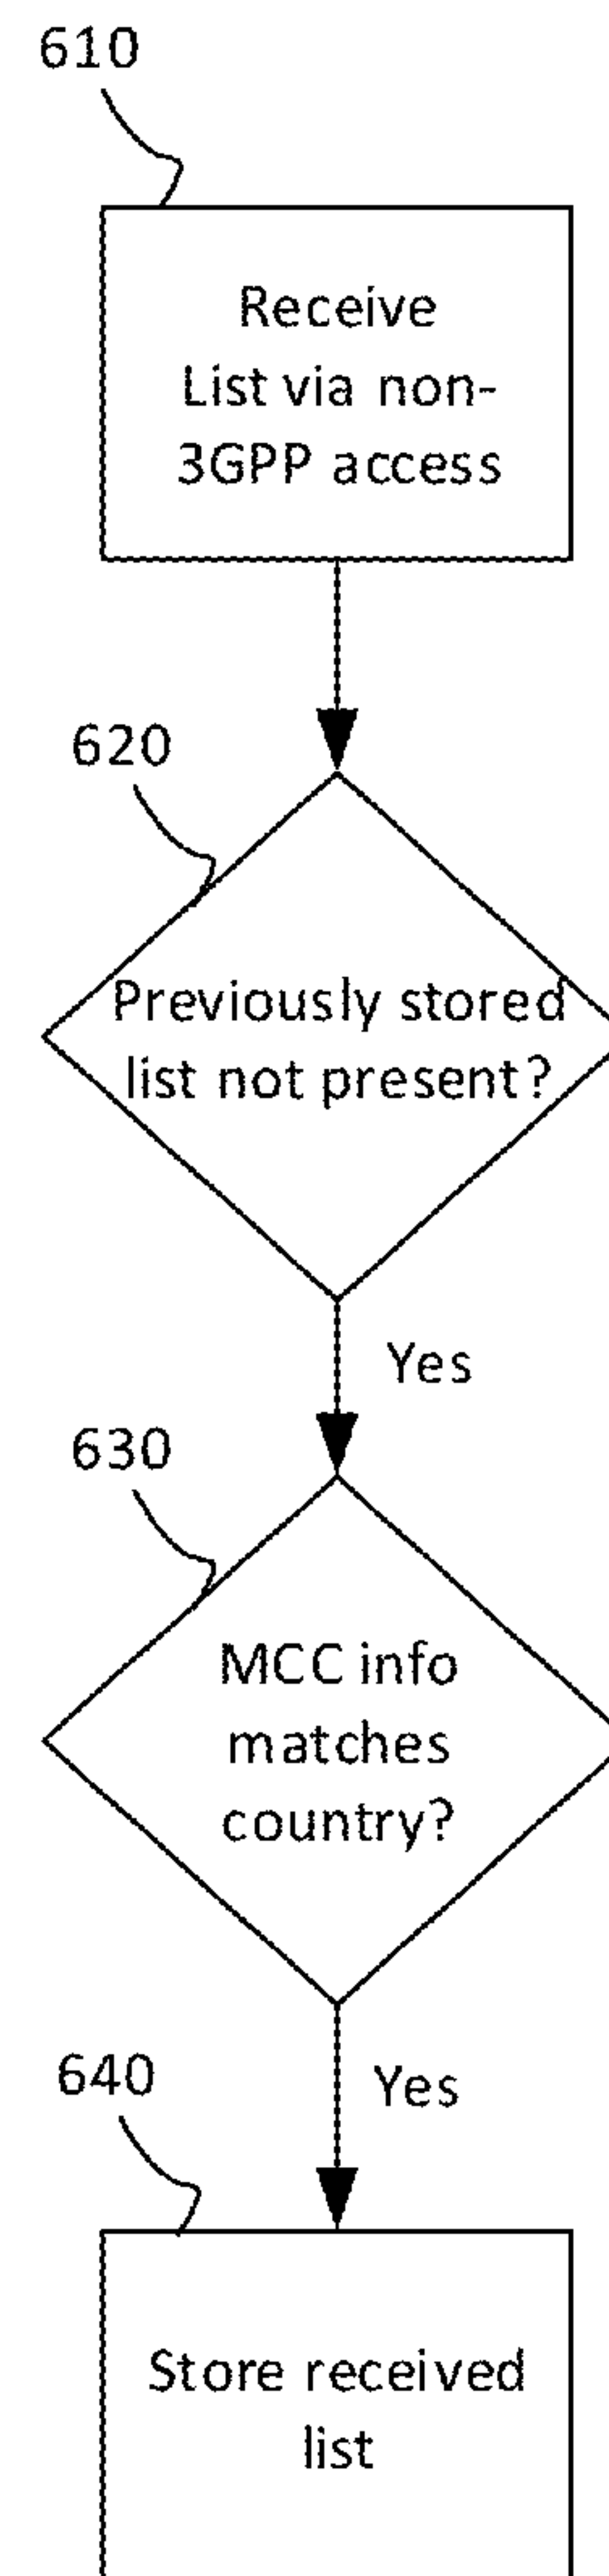 610
Receive
List via non-
3GPP access
620
Previously stored
list not present?
Yes
630
MCC info
matches
country?
Yes
640
Store received
list